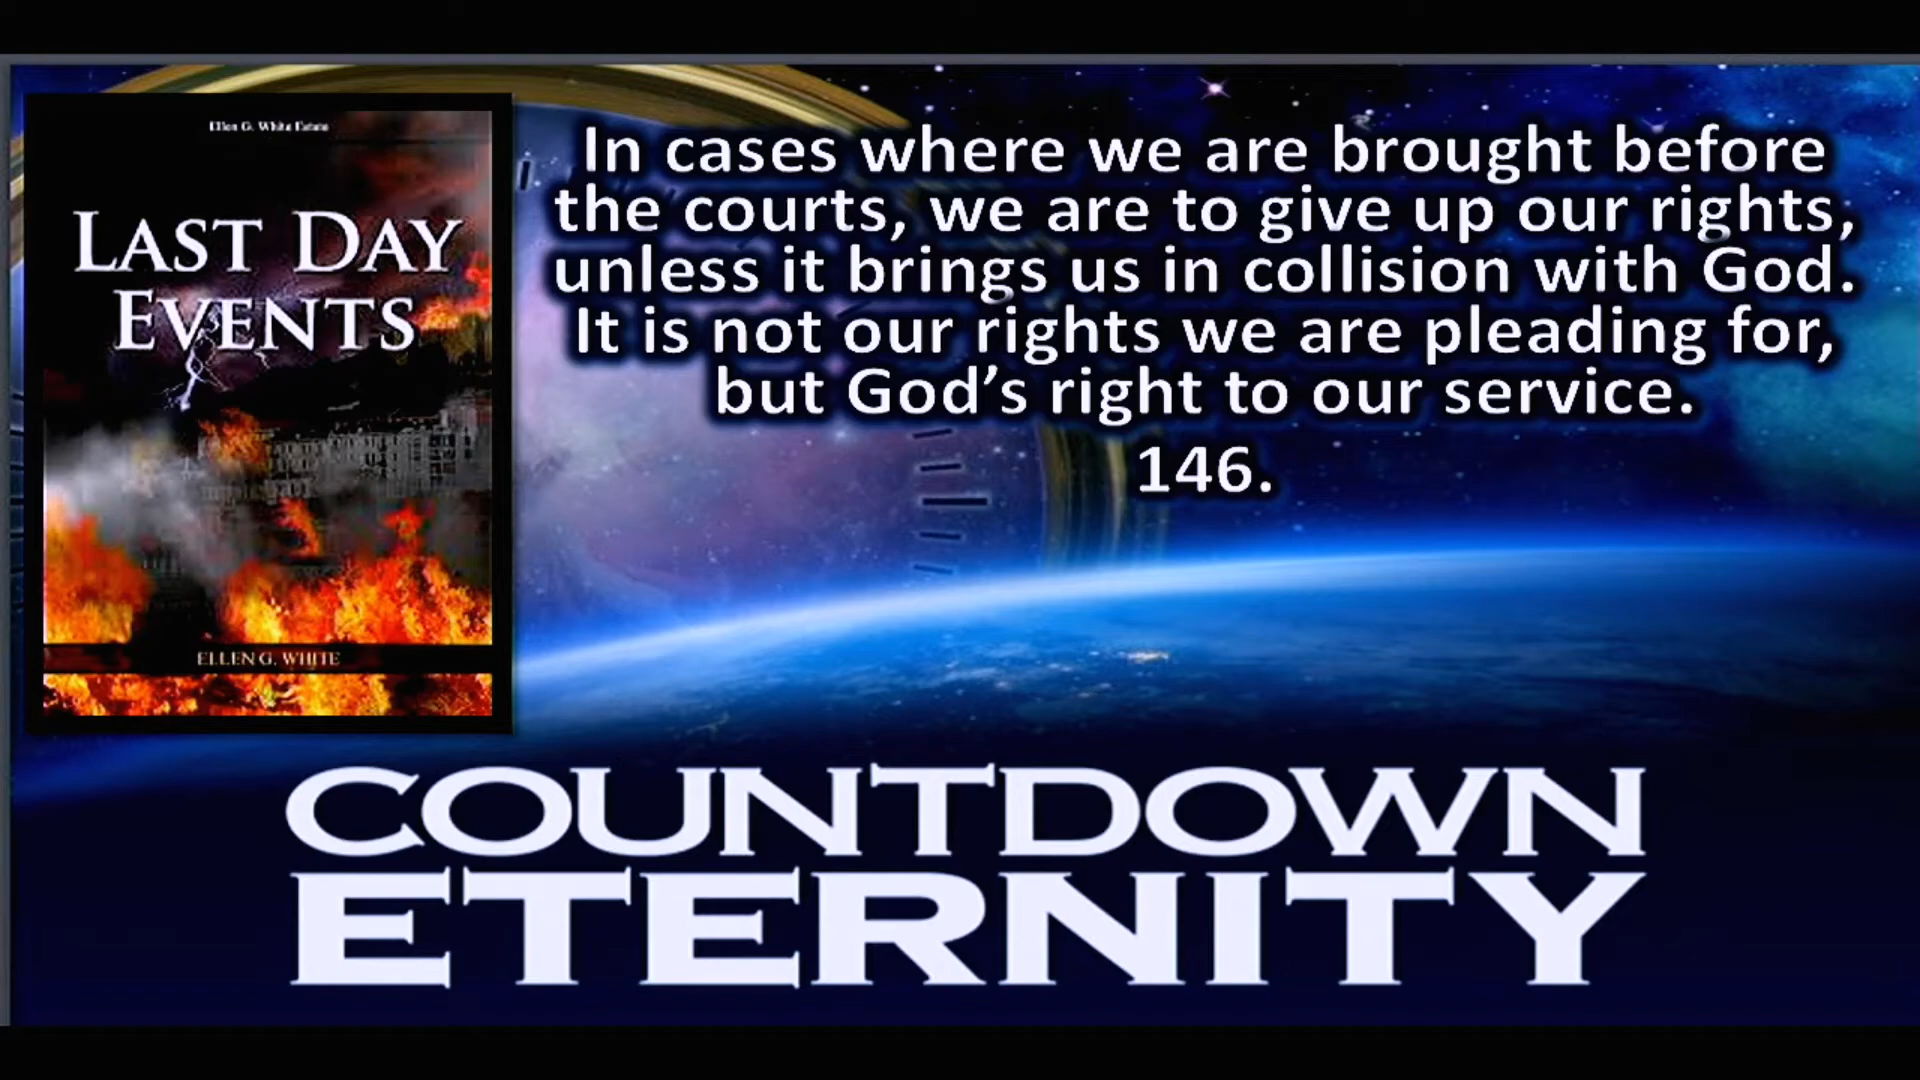 Ellen G. White Estate
LAST DAY
EVENTS
ELLEN G. WHITE
In cases where we are brought before
the courts, we are to give up our rights,
unless it brings us in collision with God.
It is not our rights we are pleading for,
but God’s right to our service.
146.
COUNTDOWN
ETERNITY